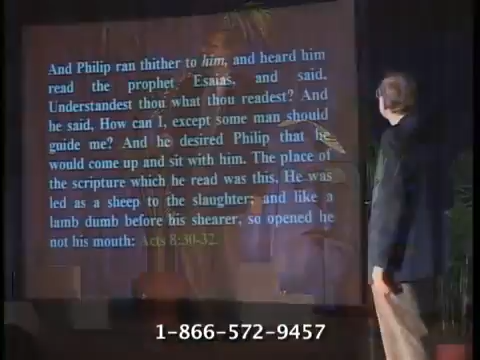 And Philip ran thither to him, and heard him
read the prophet Esaias, and said,
Understandest thou what thou readest? And
he said, How can I, except some man should
guide me? And he desired Philip that he
would come up and sit with him. The place of
the scripture which he read was this, He was
led as a sheep to the slaughter; and like a
lamb dumb before his shearer, so opened he
not his mouth: Acts 8:30-32.
1-866-572-9457